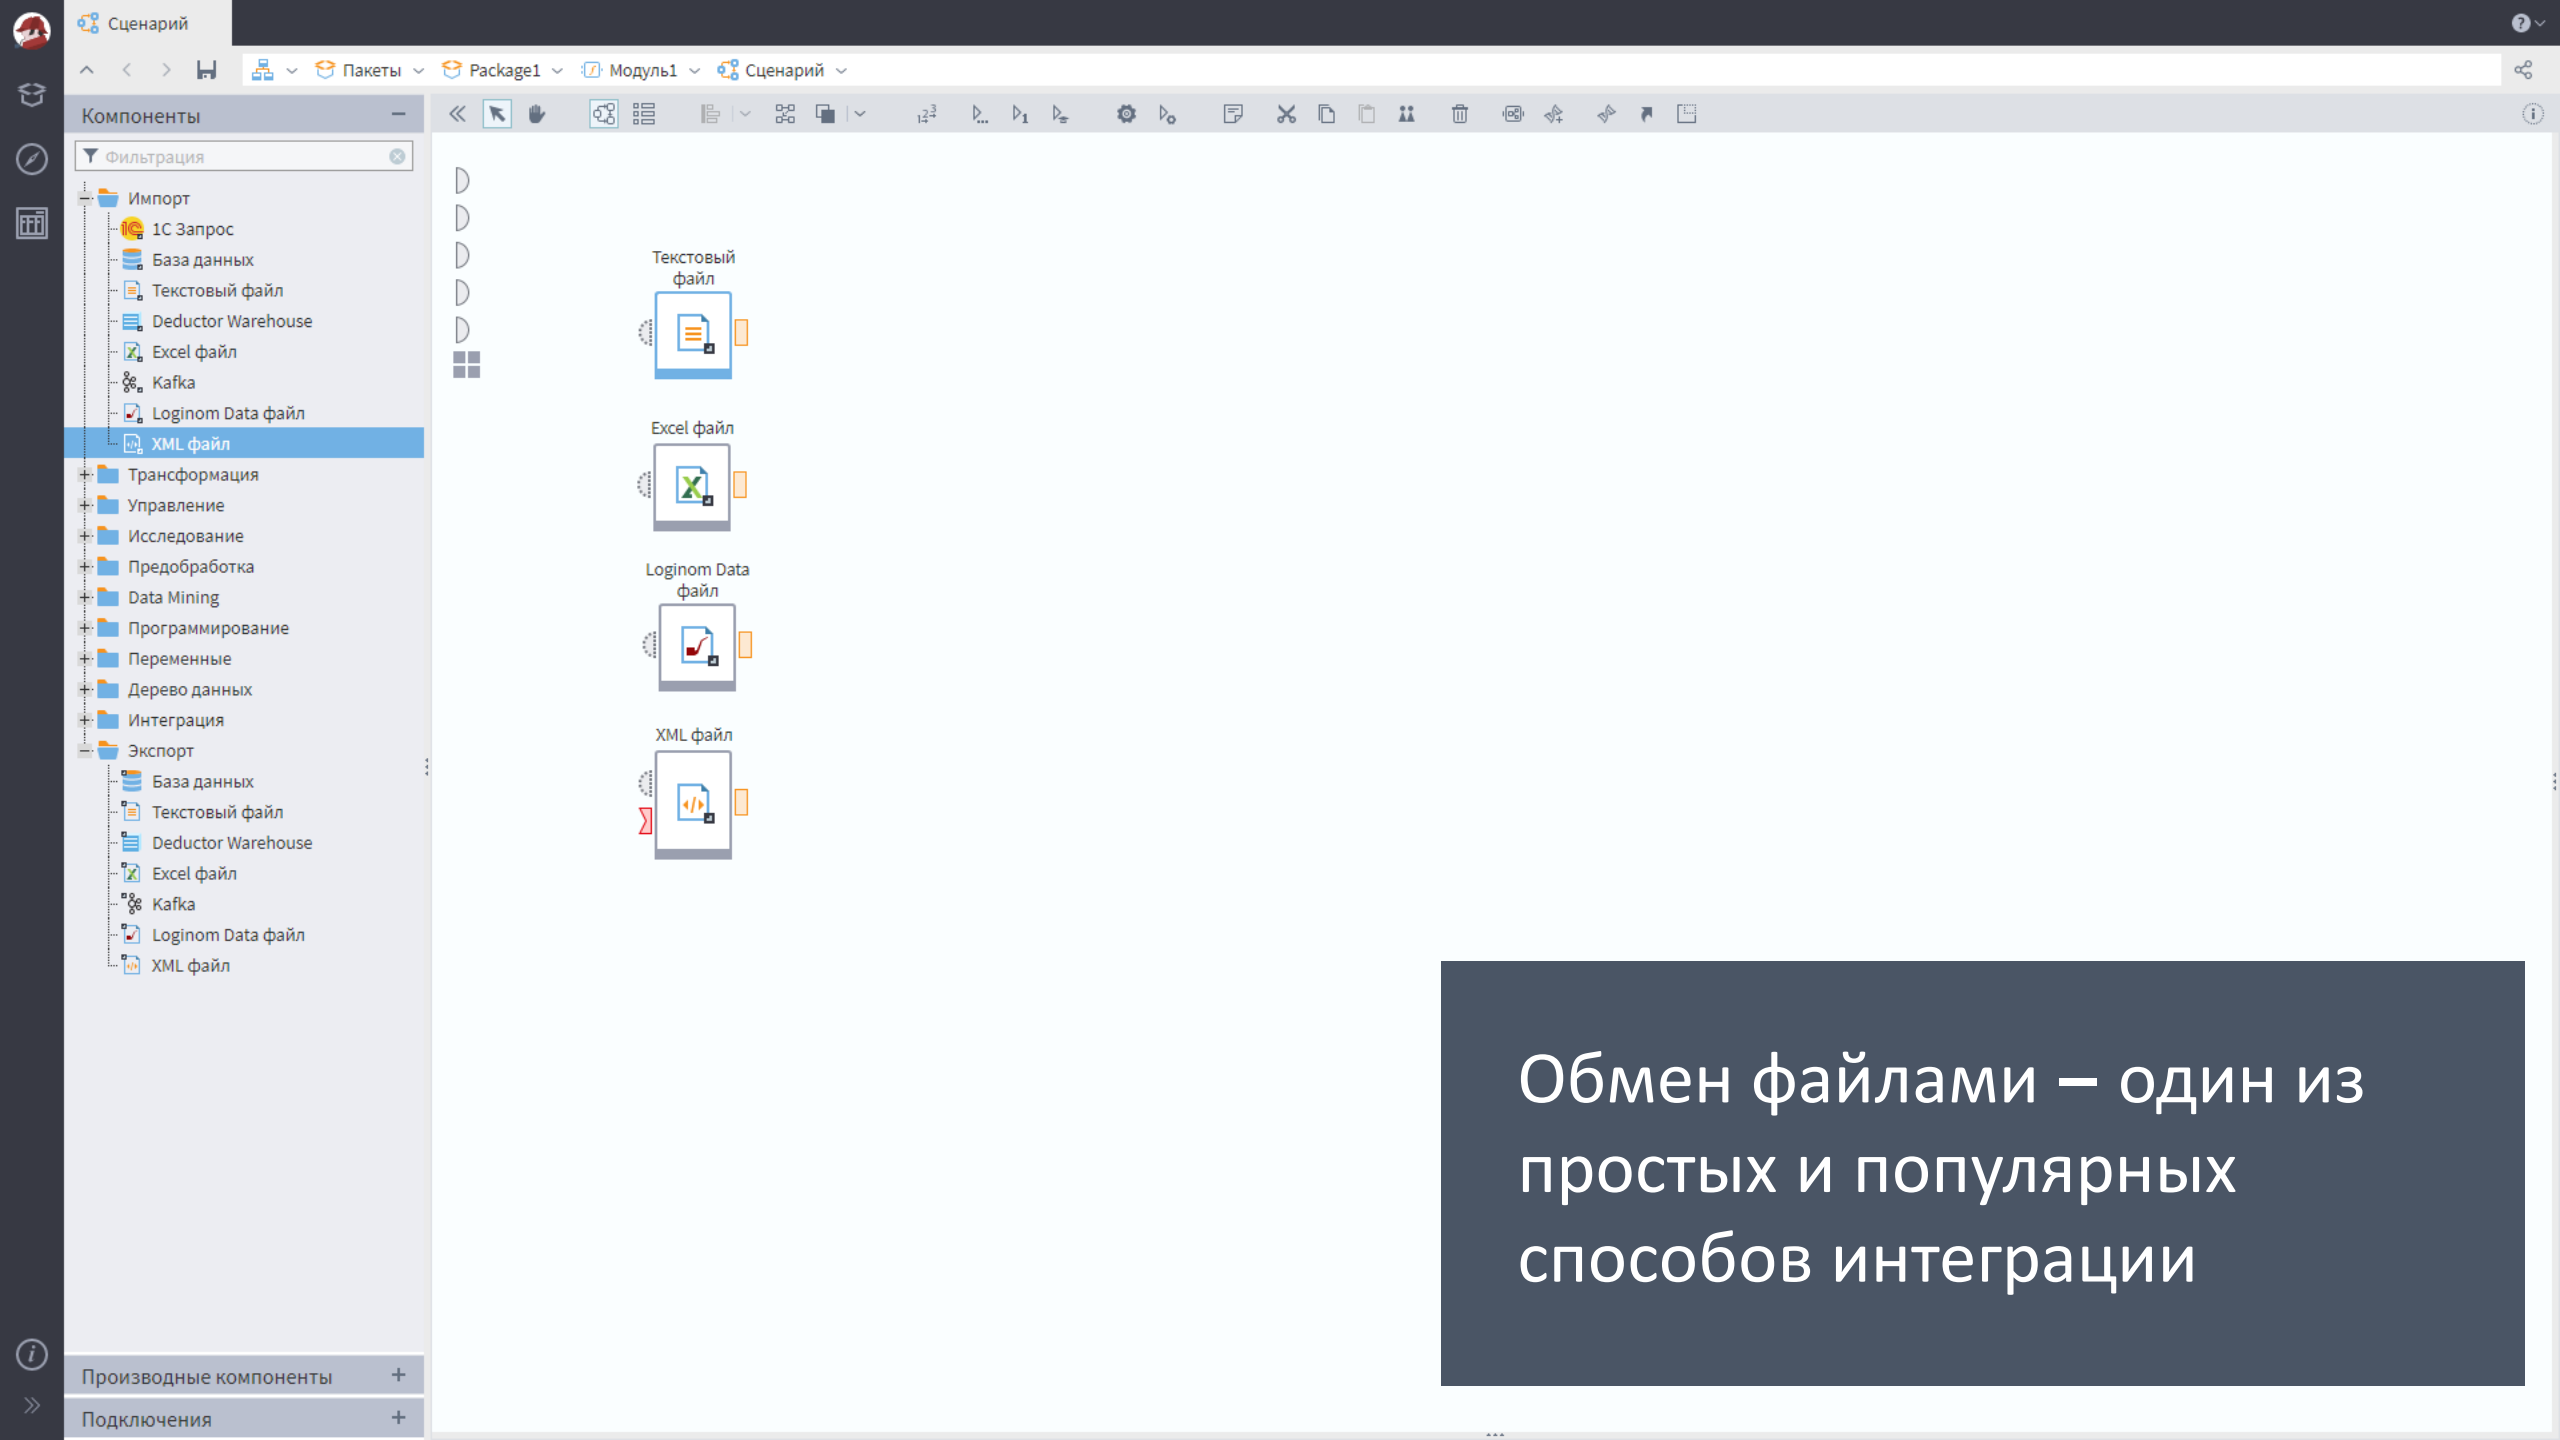 Сценарий
Пакеты
Package1
Модуль1
Сценарий
Компоненты
Фильтрация
Импорт
1С Запрос
База данных
Текстовый файл
Deductor Warehouse
Excel файл
Kafka
Loginom Data файл
XML файл
Трансформация
Управление
Исследование
Предобработка
Data Mining
Программирование
Переменные
Дерево данных
Интеграция
Экспорт
База данных
Текстовый файл
Deductor Warehouse
Excel файл
Kafka
Loginom Data файл
XML файл
Производные компоненты
Подключения
Текстовый
файл
Excel файл
Loginom Data
файл
XML файл
Обмен файлами – один из
простых и популярных
способов интеграции